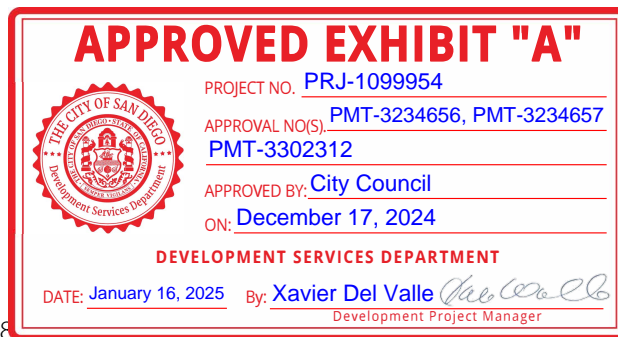 APPROVED EXHIBIT "A"
THE CITY OF SAN DIEGO
Development Services Department
PROJECT NO. PRJ-1099954
APPROVAL NO(S). PMT-3234656, PMT-3234657
PMT-3302312
APPROVED BY: City Council
ON: December 17, 2024
DEVELOPMENT SERVICES DEPARTMENT
DATE: January 16, 2025 By: Xavier Del Valle
Development Project Manager
8